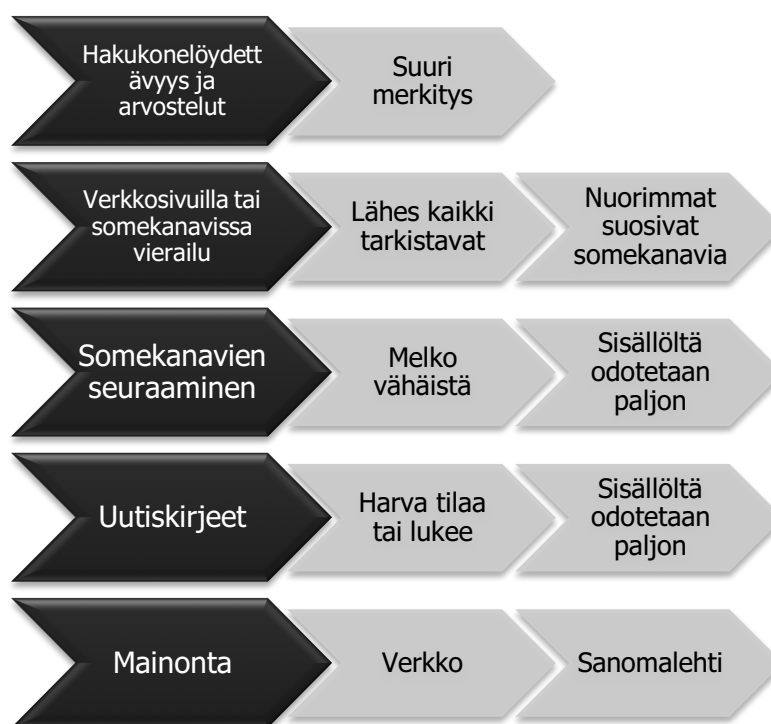 Hakukonelöydett
ävyys ja
arvostelut
Suuri
merkitys
Verkkosivuilla tai
somekanavissa
vierailu
Lähes kaikki
tarkistavat
Nuorimmat
suosivat
somekanavia
Somekanavien
seuraaminen
Melko
vähäistä
Sisällöltä
odotetaan
paljon
Uutiskirjeet
Harva tilaa
tai lukee
Sisällöltä
odotetaan
paljon
Mainonta
Verkko
Sanomalehti